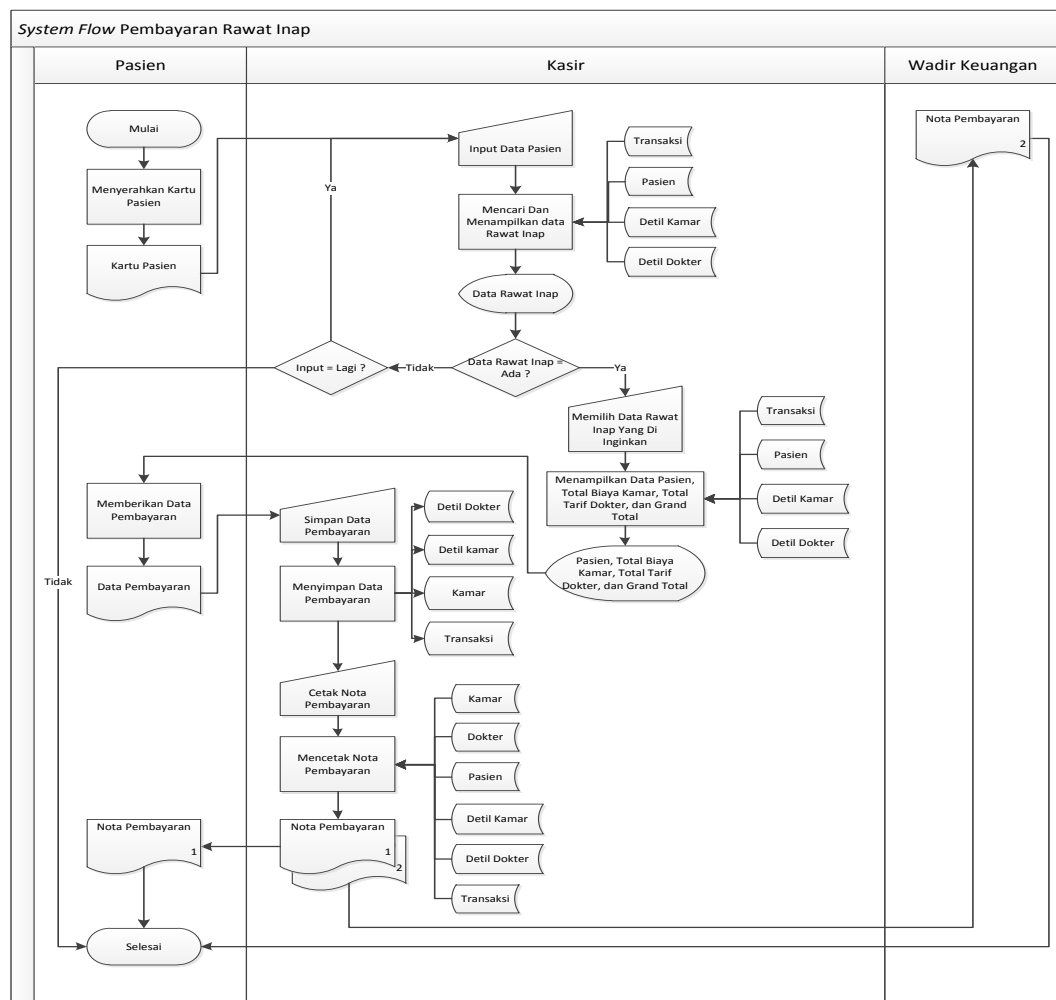 System Flow Pembayaran Rawat Inap
Pasien
Kasir
Wadir Keuangan
Mulai
Menyerahkan Kartu
Pasien
Kartu Pasien
Ya
Input Data Pasien
Mencari Dan
Menampilkan data
Rawat Inap
Transaksi
Pasien
Detil Kamar
Detil Dokter
Data Rawat Inap
Nota Pembayaran
2
Input = Lagi ?
Tidak
Data Rawat Inap =
Ada ?
Ya
Memilih Data Rawat
Inap Yang Di
Inginkan
Menampilkan Data Pasien,
Total Biaya Kamar, Total
Tarif Dokter, dan Grand
Total
Transaksi
Pasien
Detil Kamar
Detil Dokter
Pasien, Total Biaya
Kamar, Total Tarif
Dokter, dan Grand Total
Memberikan Data
Pembayaran
Data Pembayaran
Tidak
Simpan Data
Pembayaran
Menyimpan Data
Pembayaran
Detil Dokter
Detil kamar
Kamar
Transaksi
Cetak Nota
Pembayaran
Mencetak Nota
Pembayaran
Kamar
Dokter
Pasien
Detil Kamar
Detil Dokter
Transaksi
Nota Pembayaran
1
2
Nota Pembayaran
1
Selesai